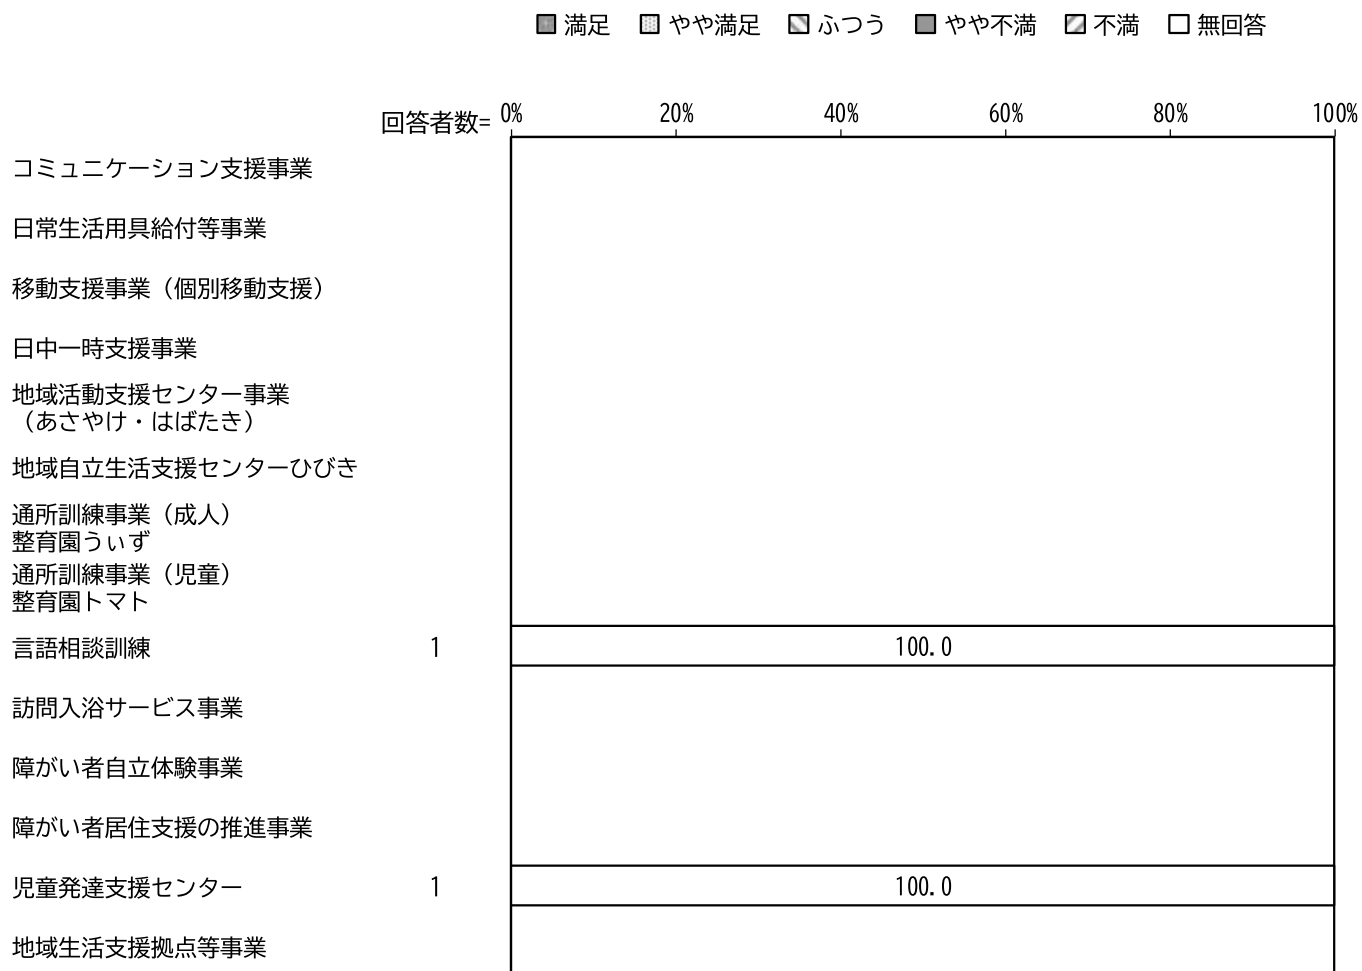 満足 やや満足 ふつう やや不満 不満 無回答
回答者数= 0% 20% 40% 60% 80% 100%
コミュニケーション支援事業
日常生活用具給付等事業
移動支援事業（個別移動支援）
日中一時支援事業
地域活動支援センター事業
（あさやけ・はばたき）
地域自立生活支援センターひびき
通所訓練事業（成人）
整育園うぃず
通所訓練事業（児童）
整育園トマト
言語相談訓練 1 100.0
訪問入浴サービス事業
障がい者自立体験事業
障がい者居住支援の推進事業
児童発達支援センター 1 100.0
地域生活支援拠点等事業